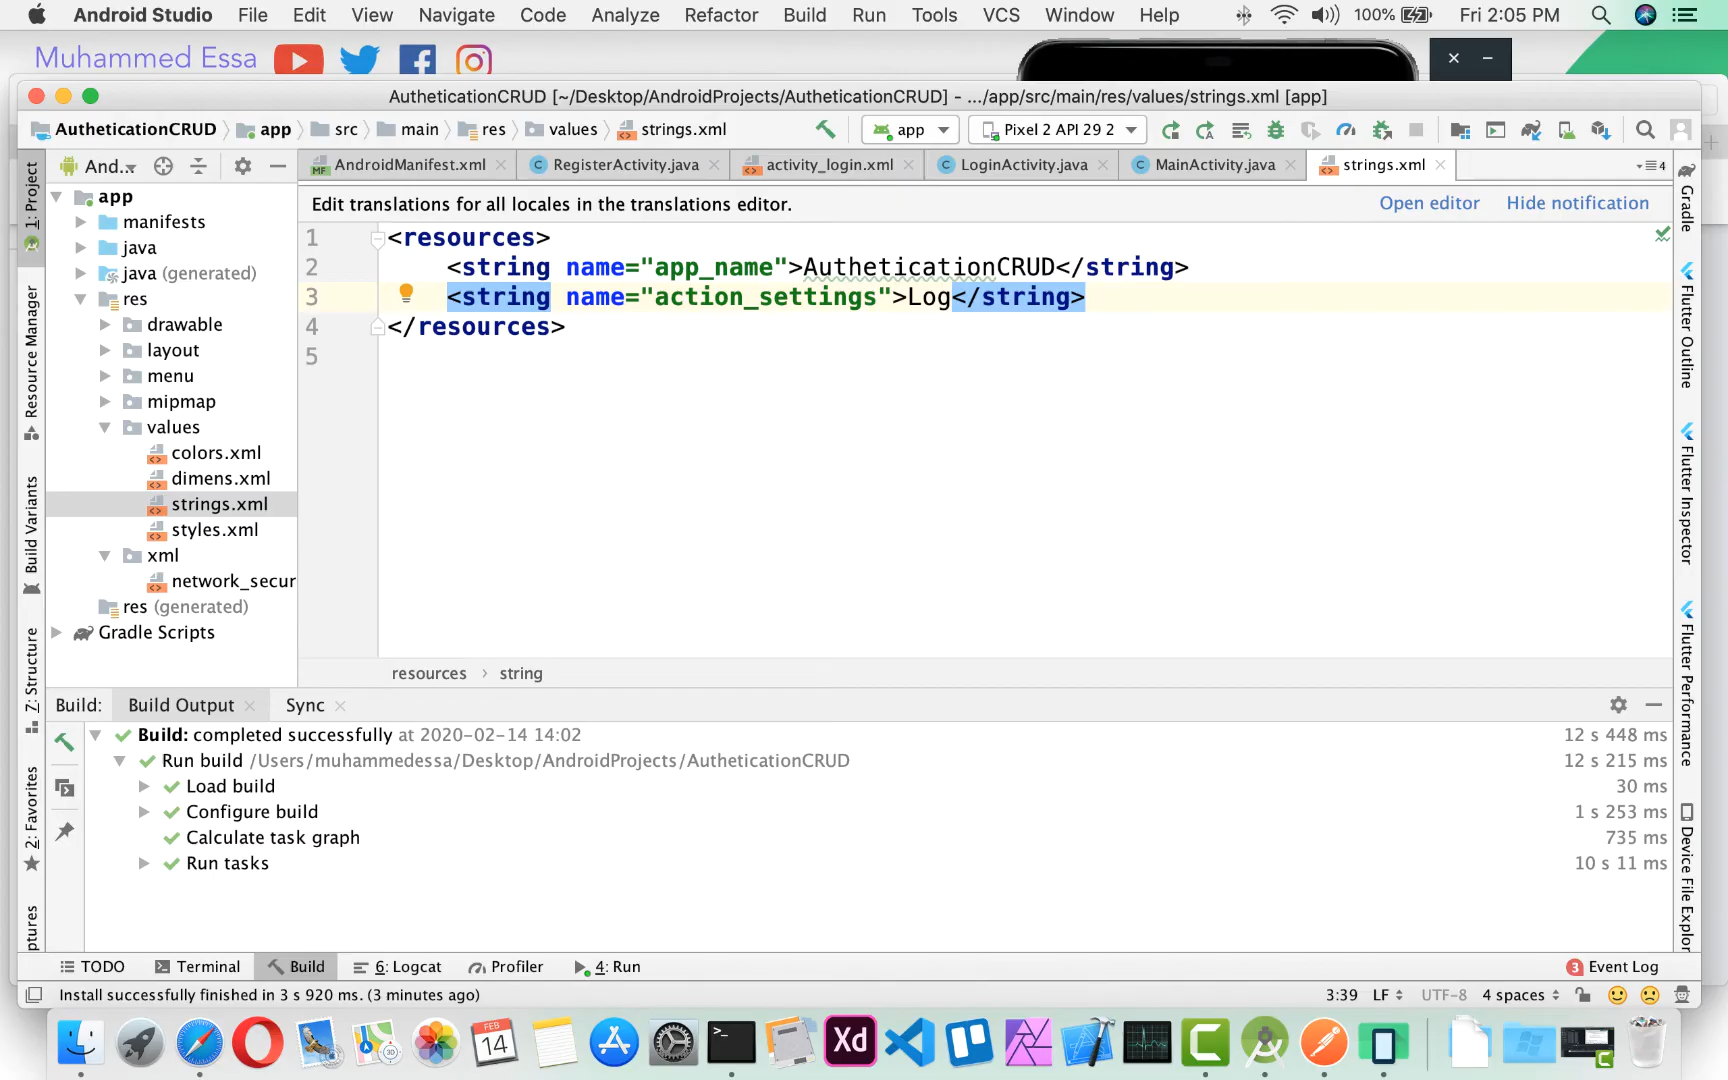 Android Studio File Edit View Navigate Code Analyze Refactor Build Run Tools VCS Window Help 100% Fri 2:05 PM
Muhammed Essa
AutheticationCRUD [~/Desktop/AndroidProjects/AutheticationCRUD] - .../app/src/main/res/values/strings.xml [app]
AutheticationCRUD app src main res values strings.xml app Pixel 2 API 29 2
And... AndroidManifest.xml RegisterActivity.java activity_login.xml LoginActivity.java MainActivity.java strings.xml 4
Edit translations for all locales in the translations editor. Open editor Hide notification
1 <resources>
2 <string name="app_name">AutheticationCRUD</string>
3 <string name="action_settings">Log</string>
4 </resources>
5
resources › string
app
manifests
java
java (generated)
res
drawable
layout
menu
mipmap
values
colors.xml
dimens.xml
strings.xml
styles.xml
xml
network_secur
res (generated)
Gradle Scripts
1: Project
Resource Manager
Build Variants
7: Structure
2: Favorites
ptures
Gradle
Flutter Outline
Flutter Inspector
Flutter Performance
Device File Explor
Build: Build Output Sync
Build: completed successfully at 2020-02-14 14:02 12 s 448 ms
Run build /Users/muhammedessa/Desktop/AndroidProjects/AutheticationCRUD 12 s 215 ms
Load build 30 ms
Configure build 1 s 253 ms
Calculate task graph 735 ms
Run tasks 10 s 11 ms
TODO Terminal Build 6: Logcat Profiler 4: Run 3 Event Log
Install successfully finished in 3 s 920 ms. (3 minutes ago) 3:39 LF UTF-8 4 spaces
FEB
14
Xd